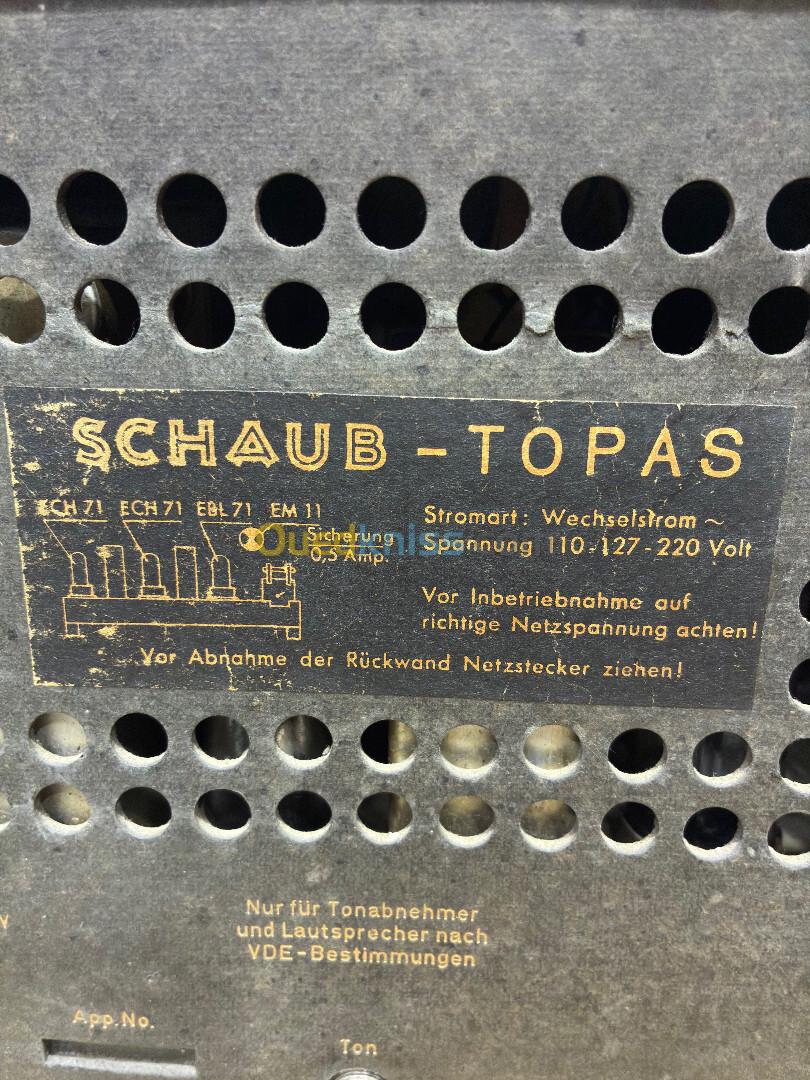 SCHAUB - TOPAS
ECH 71 ECH 71 EBL 71 EM 11
Sicherung
0,5 Amp.
Stromart: Wechselstrom ~
Spannung 110-127-220 Volt
Ouedkniss
Vor Inbetriebnahme auf
richtige Netzspannung achten!
Vor Abnahme der Rückwand Netzstecker ziehen!
Nur für Tonabnehmer
und Lautsprecher nach
VDE-Bestimmungen
App. No.
Ton